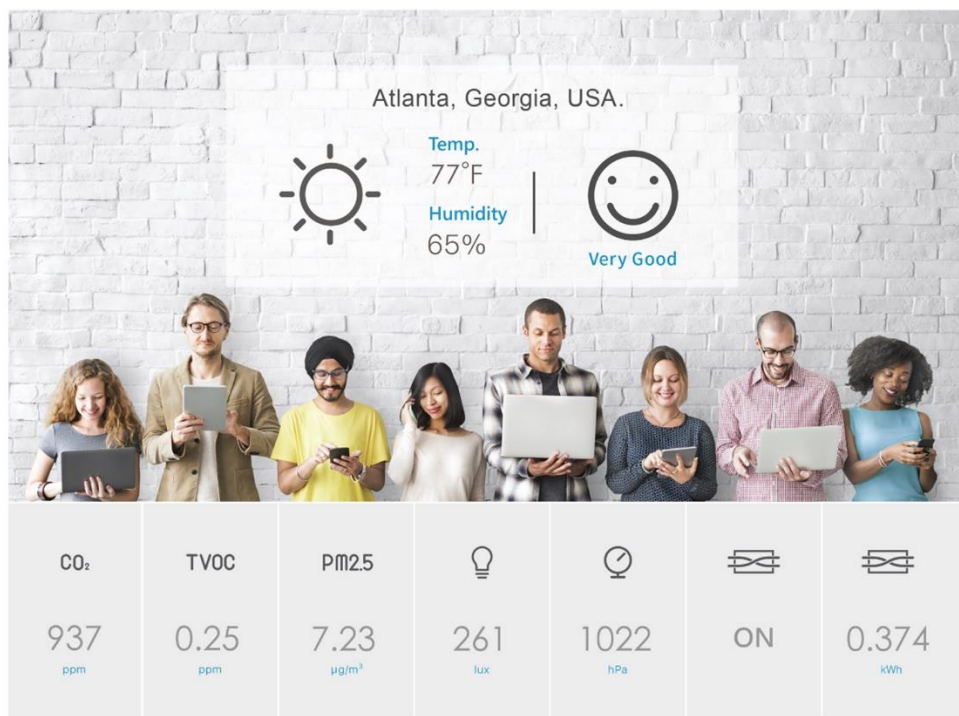 Atlanta, Georgia, USA.
Temp.
77°F
Humidity
65%
Very Good
CO₂
TVOC
PM2.5
937
0.25
7.23
261
1022
ON
0.374
ppm
ppm
µg/m³
lux
hPa
kWh